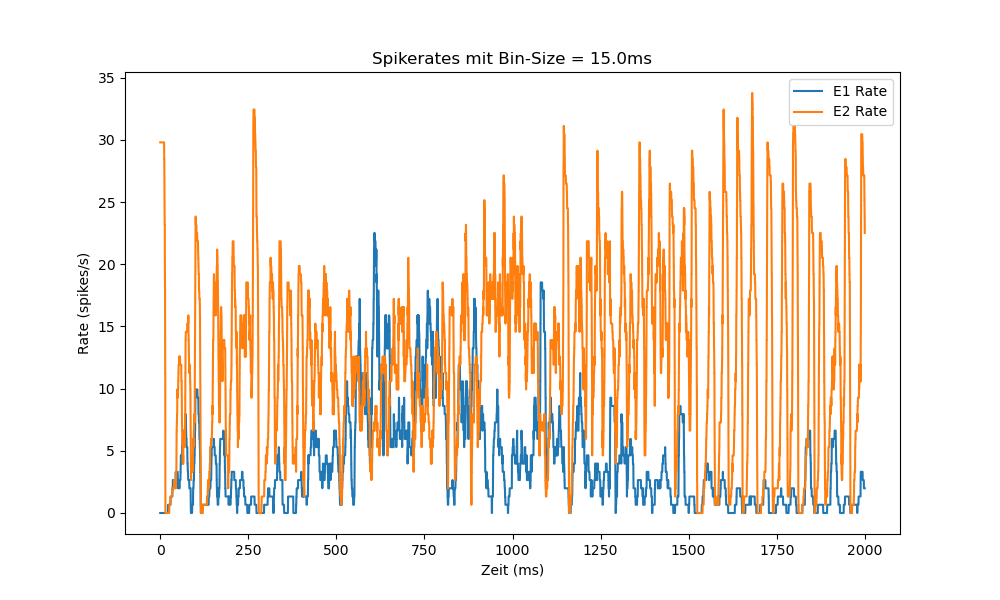 Spikerates mit Bin-Size = 15.0ms
E1 Rate
E2 Rate
Rate (spikes/s)
35
30
25
20
15
10
5
0
0 250 500 750 1000 1250 1500 1750 2000
Zeit (ms)